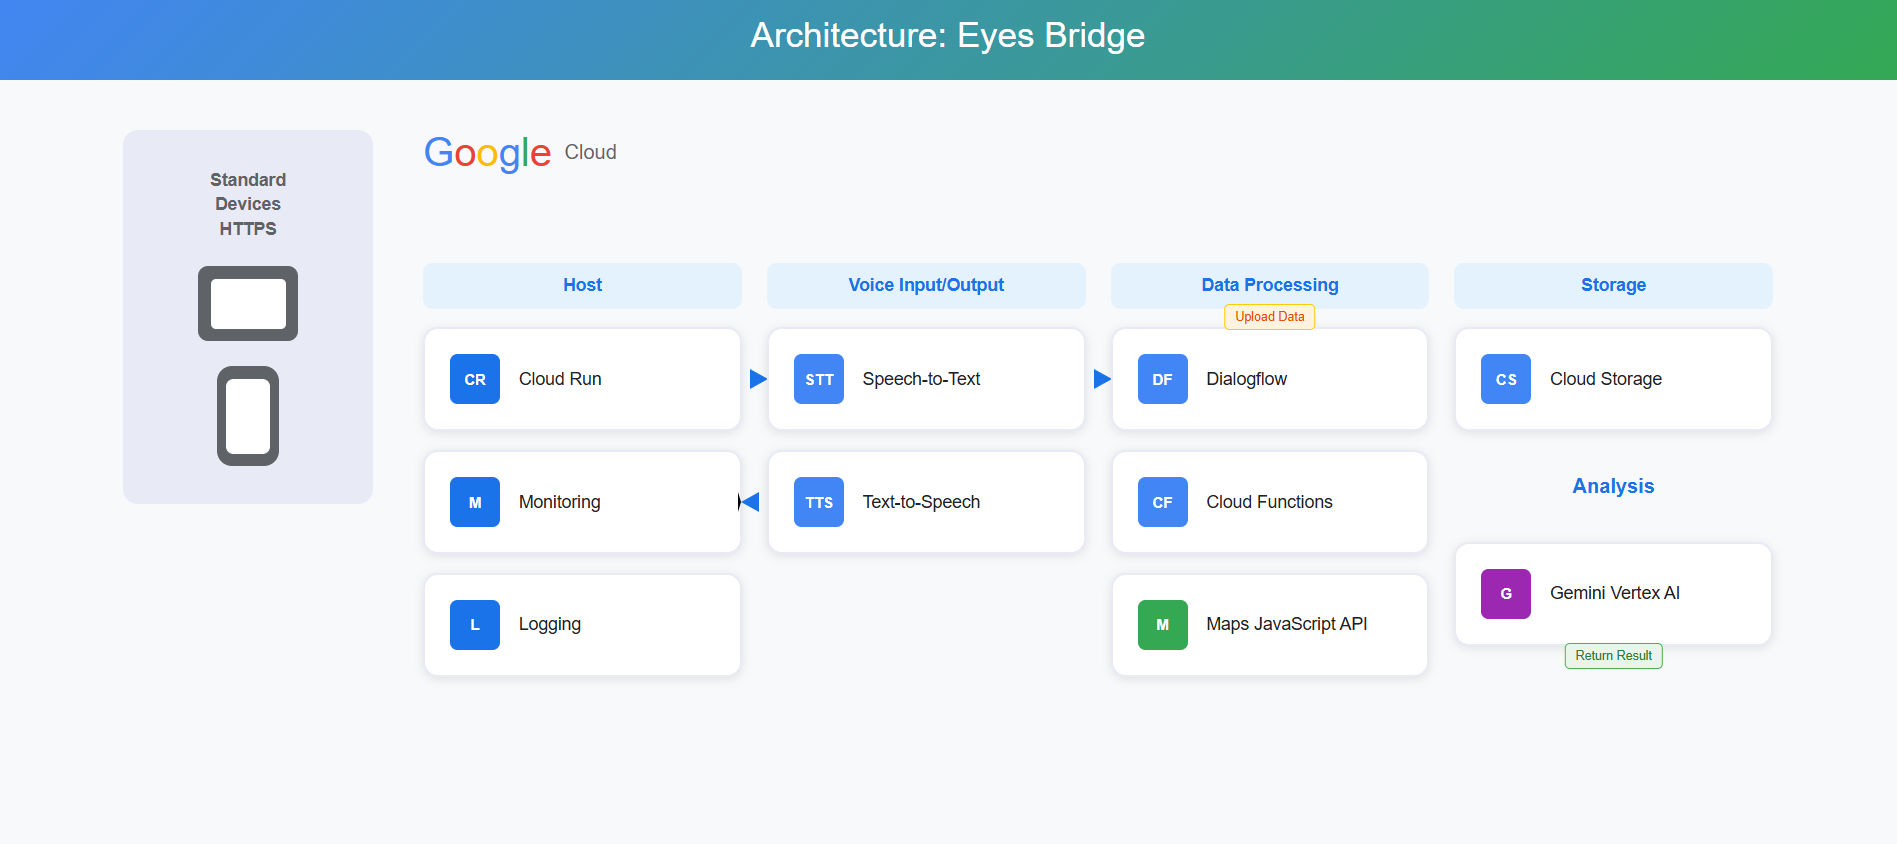 Architecture: Eyes Bridge
Standard
Devices
HTTPS
Google Cloud
Host
CR Cloud Run
M Monitoring
L Logging
Voice Input/Output
STT Speech-to-Text
TTS Text-to-Speech
Data Processing
Upload Data
DF Dialogflow
CF Cloud Functions
M Maps JavaScript API
Storage
CS Cloud Storage
Analysis
G Gemini Vertex AI
Return Result